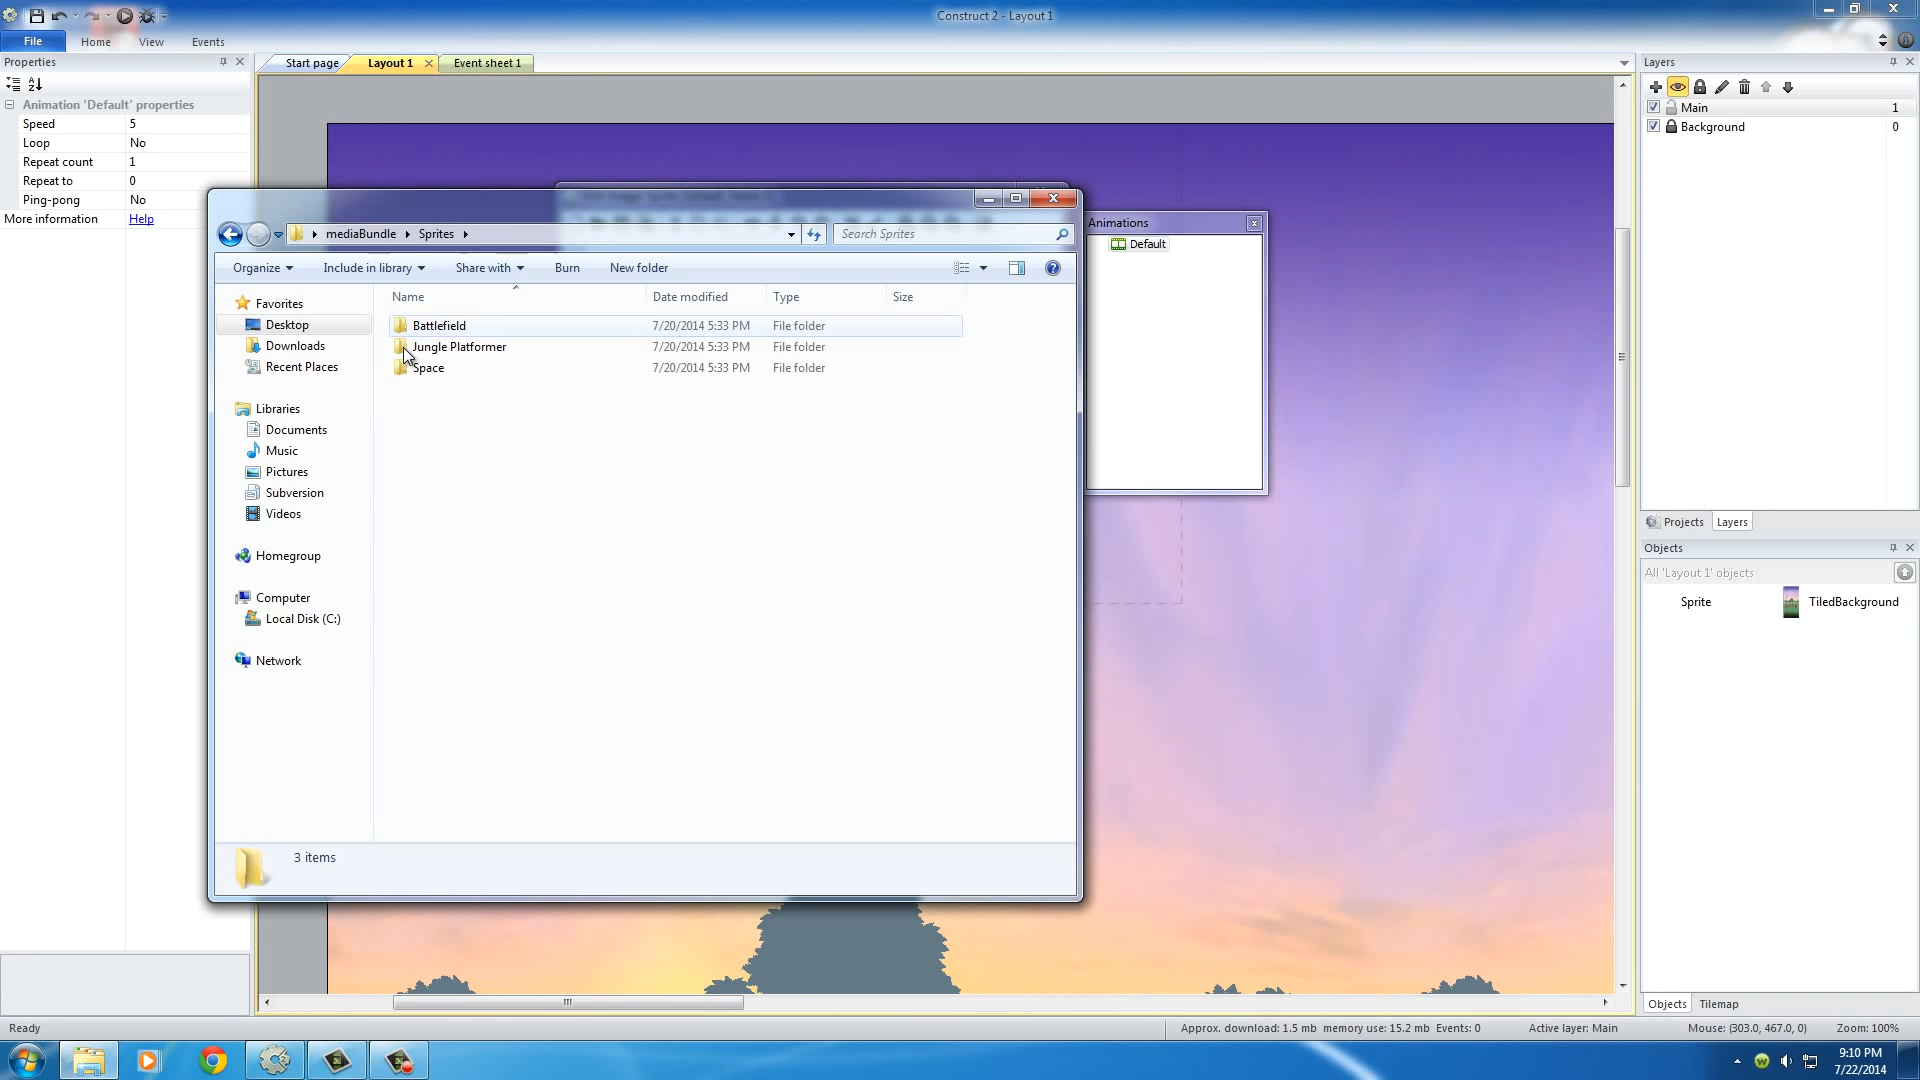 Construct 2 - Layout 1
File Home View Events
Properties
Animation 'Default' properties
Speed 5
Loop No
Repeat count 1
Repeat to 0
Ping-pong No
More information Help
Start page Layout 1 Event sheet 1
mediaBundle Sprites
Search Sprites
Organize Include in library Share with Burn New folder
Name Date modified Type Size
Battlefield 7/20/2014 5:33 PM File folder
Jungle Platformer 7/20/2014 5:33 PM File folder
Space 7/20/2014 5:33 PM File folder
Favorites
Desktop
Downloads
Recent Places
Libraries
Documents
Music
Pictures
Subversion
Videos
Homegroup
Computer
Local Disk (C:)
Network
3 items
Animations
Default
Layers
Main 1
Background 0
Projects Layers
Objects
All 'Layout 1' objects
Sprite TiledBackground
Objects Tilemap
Ready
Approx. download: 1.5 mb memory use: 15.2 mb Events: 0 Active layer: Main Mouse: (303.0, 467.0, 0) Zoom: 100%
9:10 PM
7/22/2014